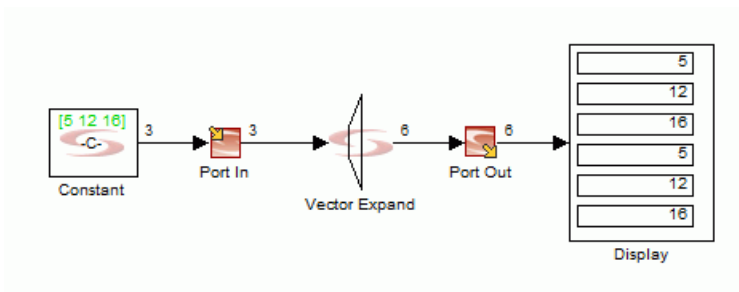 [5 12 16]
-C-
Constant
3
Port In
3
Vector Expand
6
Port Out
6
5
12
16
5
12
16
Display